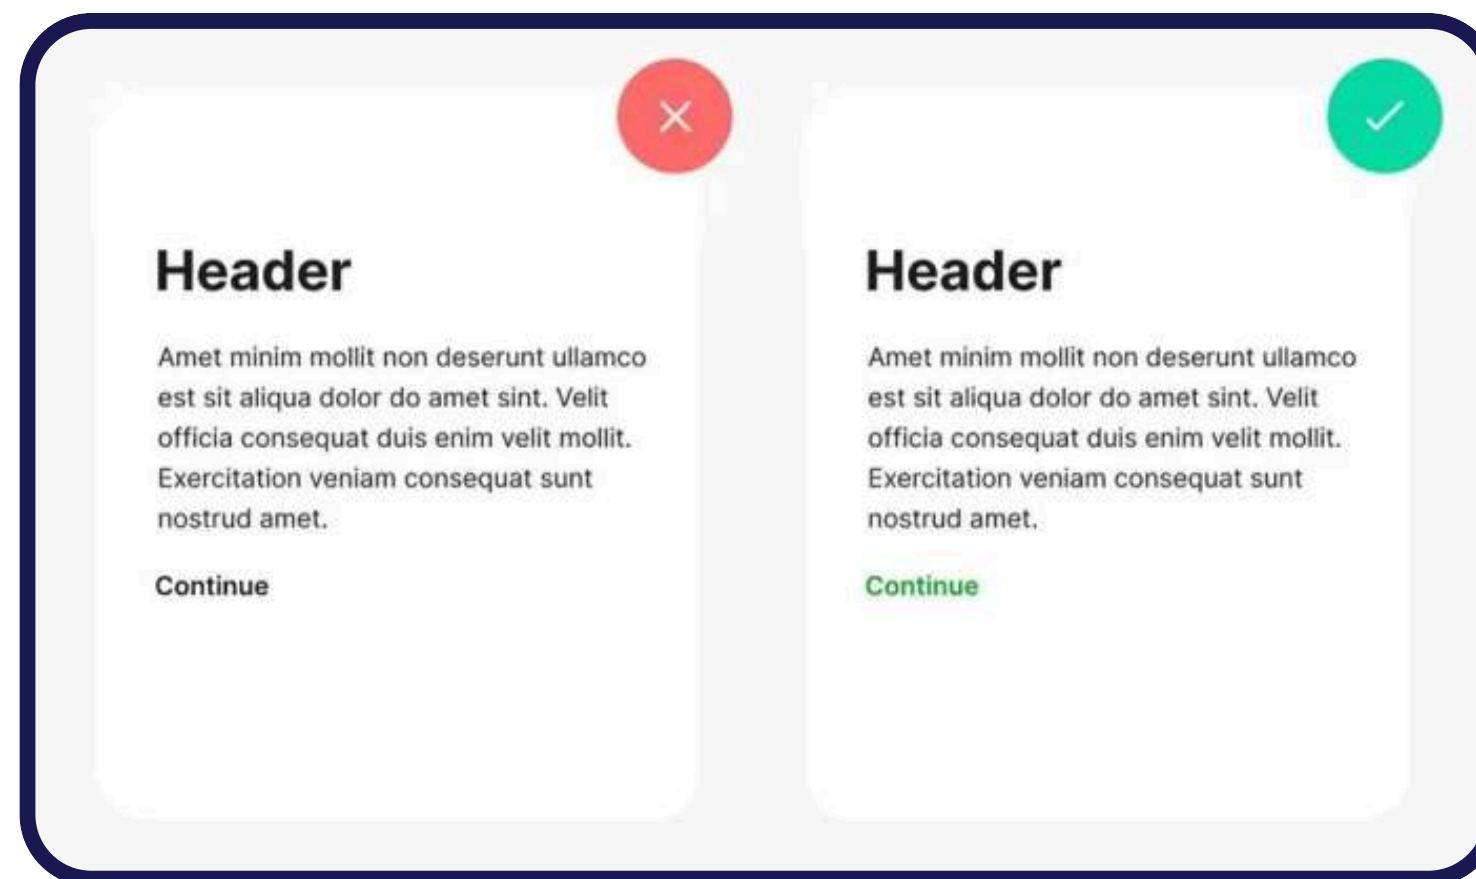 Header
Amet minim mollit non deserunt ullamco
est sit aliqua dolor do amet sint. Velit
officia consequat duis enim velit mollit.
Exercitation veniam consequat sunt
nostrud amet.
Continue
Header
Amet minim mollit non deserunt ullamco
est sit aliqua dolor do amet sint. Velit
officia consequat duis enim velit mollit.
Exercitation veniam consequat sunt
nostrud amet.
Continue